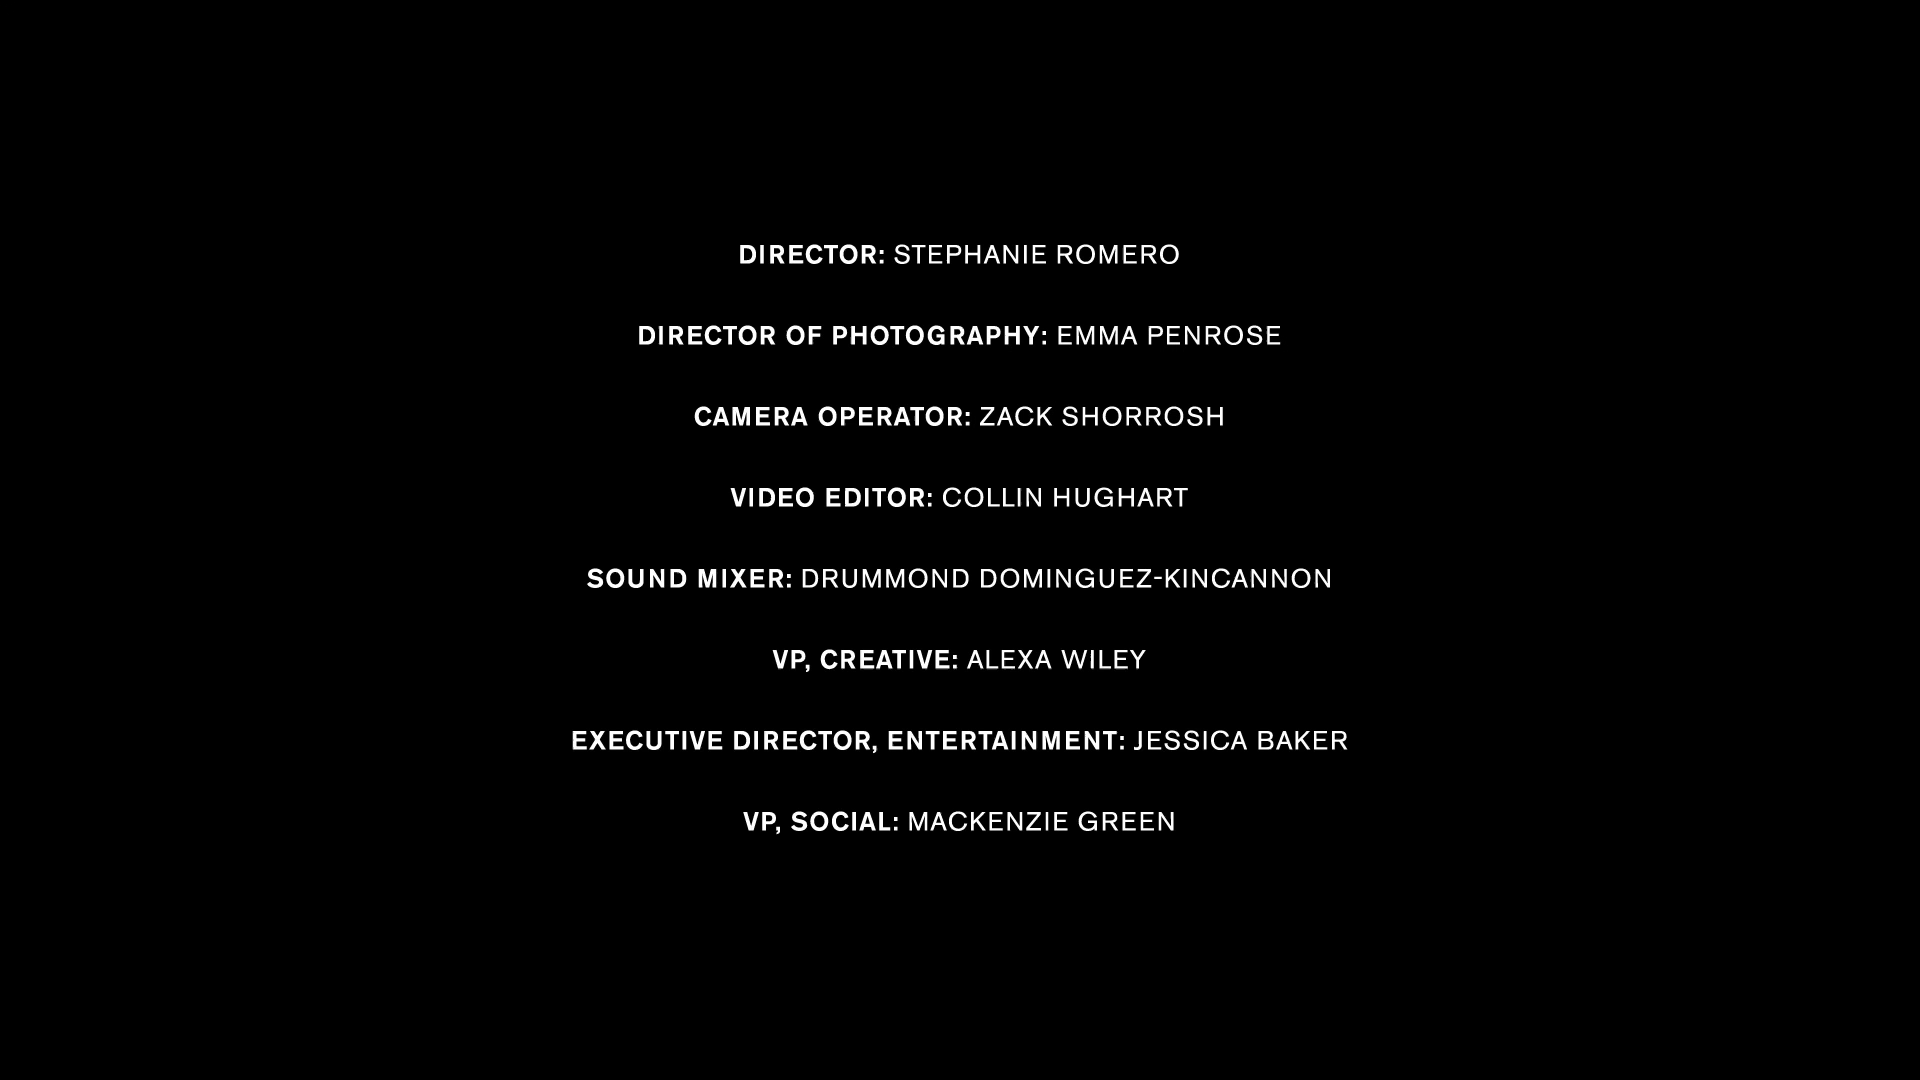 DIRECTOR: STEPHANIE ROMERO
DIRECTOR OF PHOTOGRAPHY: EMMA PENROSE
CAMERA OPERATOR: ZACK SHORROSH
VIDEO EDITOR: COLLIN HUGHART
SOUND MIXER: DRUMMOND DOMINGUEZ-KINCANNON
VP, CREATIVE: ALEXA WILEY
EXECUTIVE DIRECTOR, ENTERTAINMENT: JESSICA BAKER
VP, SOCIAL: MACKENZIE GREEN